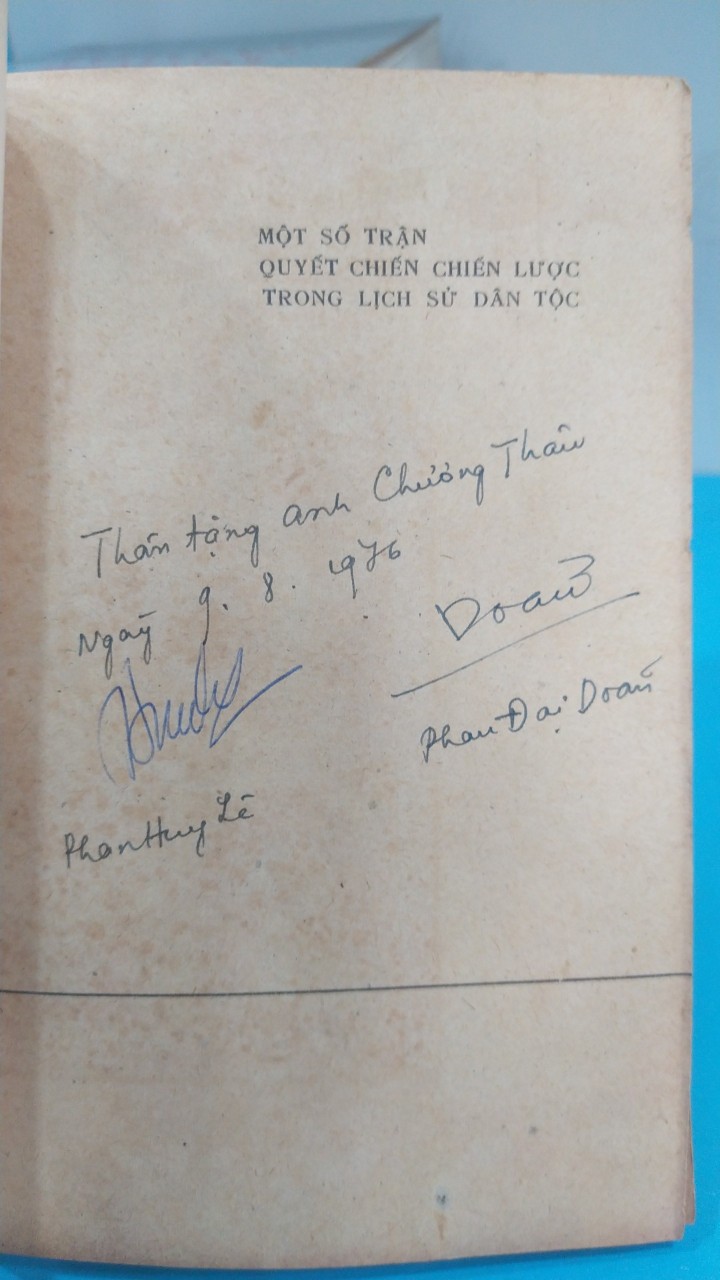 MỘT SỐ TRẬN
QUYẾT CHIẾN CHIẾN LƯỢC
TRONG LỊCH SỬ DÂN TỘC
Thân tặng anh Chương Thâu
Ngày 9. 8. 1976
Doãn
Phan Đại Doãn
Phan Huy Lê